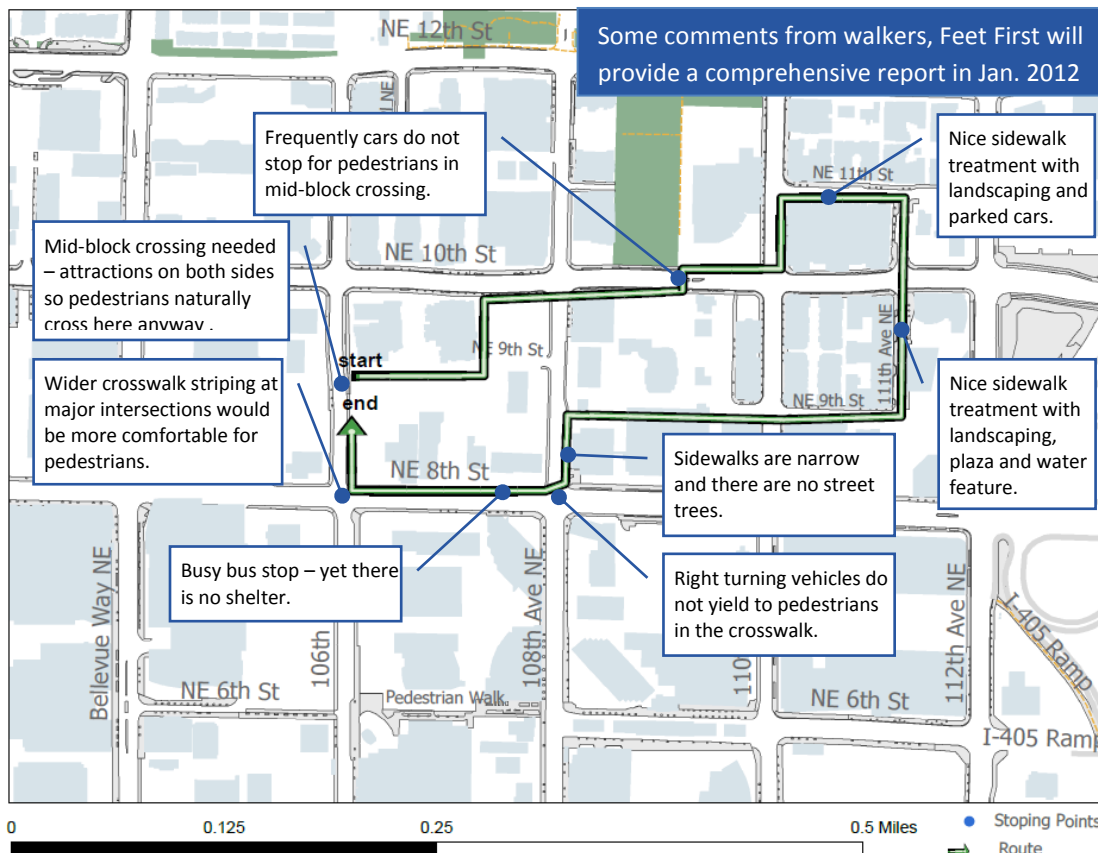 NE 12th St
Some comments from walkers, Feet First will
provide a comprehensive report in Jan. 2012
NE
Frequently cars do not
stop for pedestrians in
mid-block crossing.
Nice sidewalk
treatment with
landscaping and
parked cars.
NE 11th St
Mid-block crossing needed
– attractions on both sides
so pedestrians naturally
cross here anyway .
NE 10th St
NE 9th St
start
end
Wider crosswalk striping at
major intersections would
be more comfortable for
pedestrians.
111th Ave NE
NE 9th St
Nice sidewalk
treatment with
landscaping,
plaza and water
feature.
NE 8th St
Sidewalks are narrow
and there are no street
trees.
Busy bus stop – yet there
is no shelter.
Right turning vehicles do
not yield to pedestrians
in the crosswalk.
Bellevue Way NE
106th
108th Ave NE
110
112th Ave NE
I-405 Ramp
NE 6th St
Pedestrian Walk
NE 6th St
I-405 Ramp
0
0.125
0.25
0.5 Miles
Stoping Points
Route